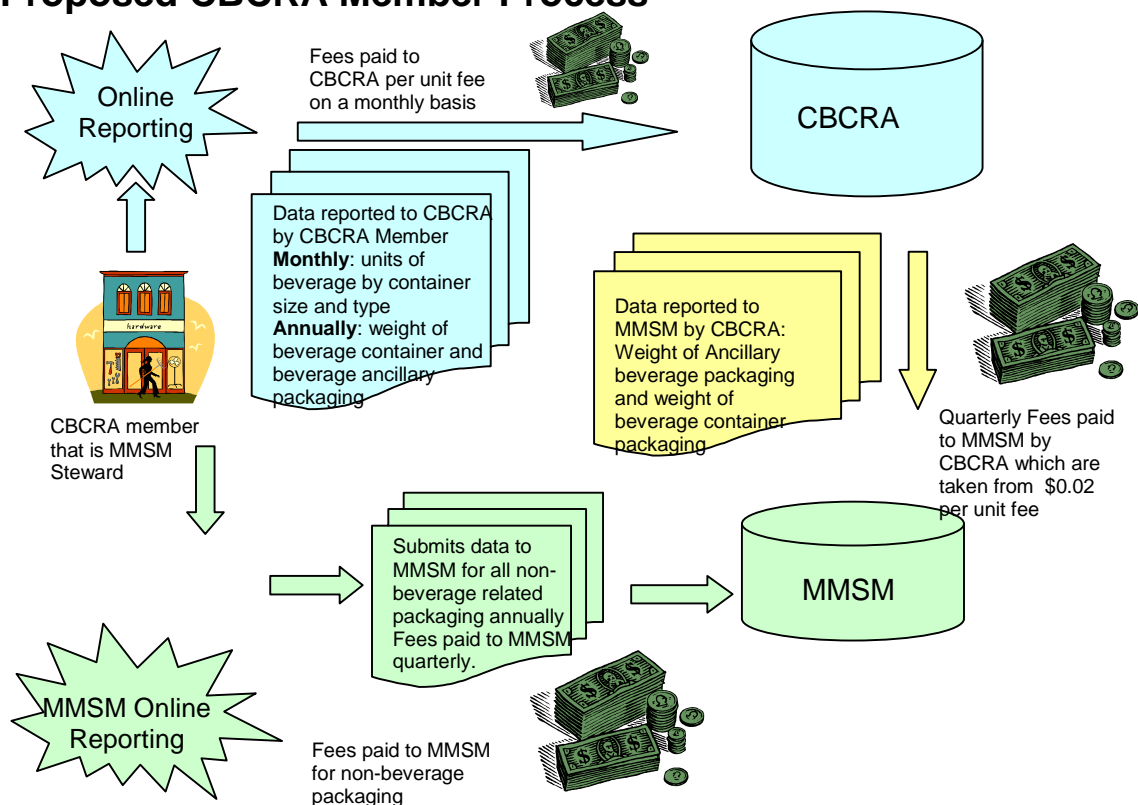 Proposed CBCRA Member Process
Online
Reporting
Fees paid to
CBCRA per unit fee
on a monthly basis
CBCRA
Data reported to CBCRA
by CBCRA Member
Monthly: units of
beverage by container
size and type
Annually: weight of
beverage container and
beverage ancillary
packaging
hardware
CBCRA member
that is MMSM
Steward
Data reported to
MMSM by CBCRA:
Weight of Ancillary
beverage packaging
and weight of
beverage container
packaging
Quarterly Fees paid
to MMSM by
CBCRA which are
taken from $0.02
per unit fee
Submits data to
MMSM for all non-
beverage related
packaging annually
Fees paid to MMSM
quarterly.
MMSM
MMSM Online
Reporting
Fees paid to MMSM
for non-beverage
packaging